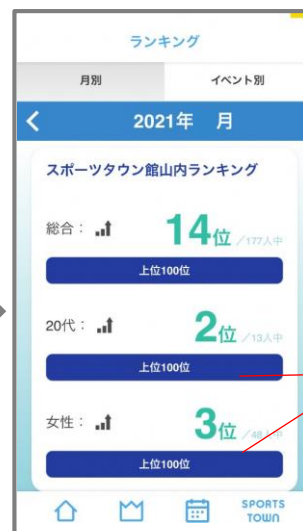 ランキング
月別 イベント別
2021年 月
スポーツタウン館山内ランキング
総合： 14位 ／177人中
上位100位
20代： 2位 ／13人中
上位100位
女性： 3位 ／48人中
上位100位
SPORTS
TOWN